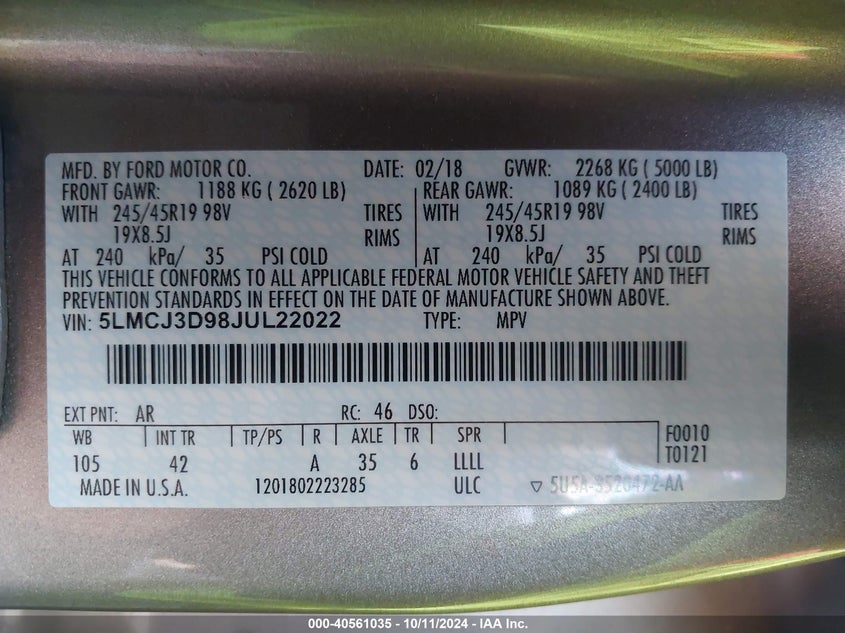 MFD. BY FORD MOTOR CO. DATE: 02/18 GVWR: 2268 KG ( 5000 LB)
FRONT GAWR: 1188 KG ( 2620 LB) REAR GAWR: 1089 KG ( 2400 LB)
WITH 245/45R19 98V TIRES WITH 245/45R19 98V TIRES
19X8.5J RIMS 19X8.5J RIMS
AT 240 kPa/ 35 PSI COLD AT 240 kPa/ 35 PSI COLD
THIS VEHICLE CONFORMS TO ALL APPLICABLE FEDERAL MOTOR VEHICLE SAFETY AND THEFT
PREVENTION STANDARDS IN EFFECT ON THE DATE OF MANUFACTURE SHOWN ABOVE.
VIN: 5LMCJ3D98JUL22022 TYPE: MPV
EXT PNT: AR RC: 46 DSO:
WB INT TR TP/PS R AXLE TR SPR F0010
105 42 A 35 6 LLLL T0121
MADE IN U.S.A. 1201802223285 ULC ▽ 5U5A-3520472-AA
000-40561035 - 10/11/2024 - IAA Inc.